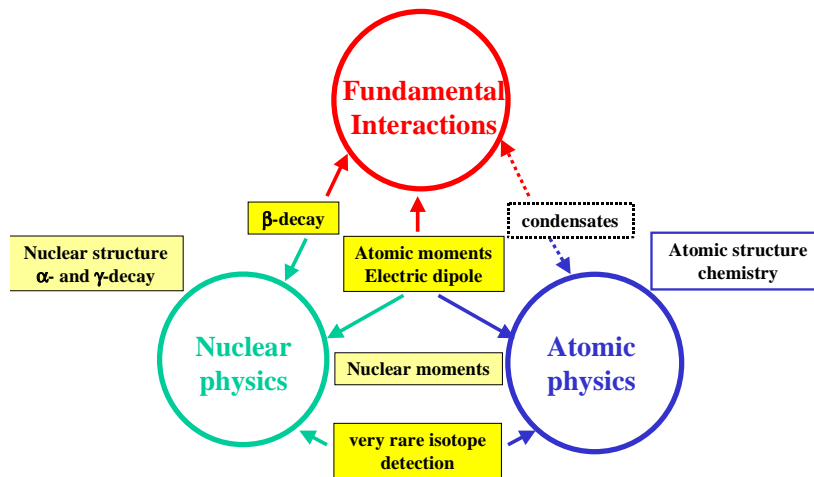 Fundamental
Interactions
β-decay
condensates
Nuclear structure
α- and γ-decay
Atomic moments
Electric dipole
Atomic structure
chemistry
Nuclear
physics
Nuclear moments
Atomic
physics
very rare isotope
detection